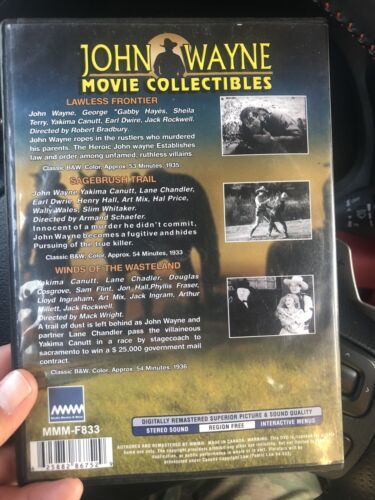 JOHN WAYNE
MOVIE COLLECTIBLES
LAWLESS FRONTIER
John Wayne, George "Gabby Hayes, Sheila
Terry, Yakima Canutt, Earl Dwire, Jack Rockwell.
Directed by Robert Bradbury.
John Wayne ropes in the rustlers who murdered
his parents. The Heroic John wayne Establishes
law and order among unfamed, ruthless villains
Classic B&W. Color. Approx. 53 Minutes, 1935
SAGEBRUSH TRAIL
John Wayne, Yakima Canutt, Lane Chandler,
Earl Dwrie, Henry Hall, Art Mix, Hal Price,
Wally Wales, Slim Whitaker.
Directed by Armand Schaefer.
Innocent of a murder he didn't commit,
John Wayne becomes a fugitive and hides
Pursuing of the true killer.
Classic B&W. Color. Approx. 54 Minutes, 1933
WINDS OF THE WASTELAND
Yakima Canutt, Lane Chadler, Douglas
Cosgrove, Sam Flint, Jon Hall, Phyllis Fraser,
Lloyd Ingraham, Art Mix, Jack Ingram, Arthur
Millett, Jack Rockwell.
Directed by Mack Wright.
A trail of dust is left behind as John Wayne and
partner Lane Chandler pass the villaineous
Yakima Canutt in a race by stagecoach to
sacramento to win a $ 25,000 government mail
contract.
Classic B&W. Color. Approx. 54 Minutes, 1936
MMM-F833
DIGITALLY REMASTERED SUPERIOR PICTURE & SOUND QUALITY
STEREO SOUND
REGION FREE
INTERACTIVE MENUS